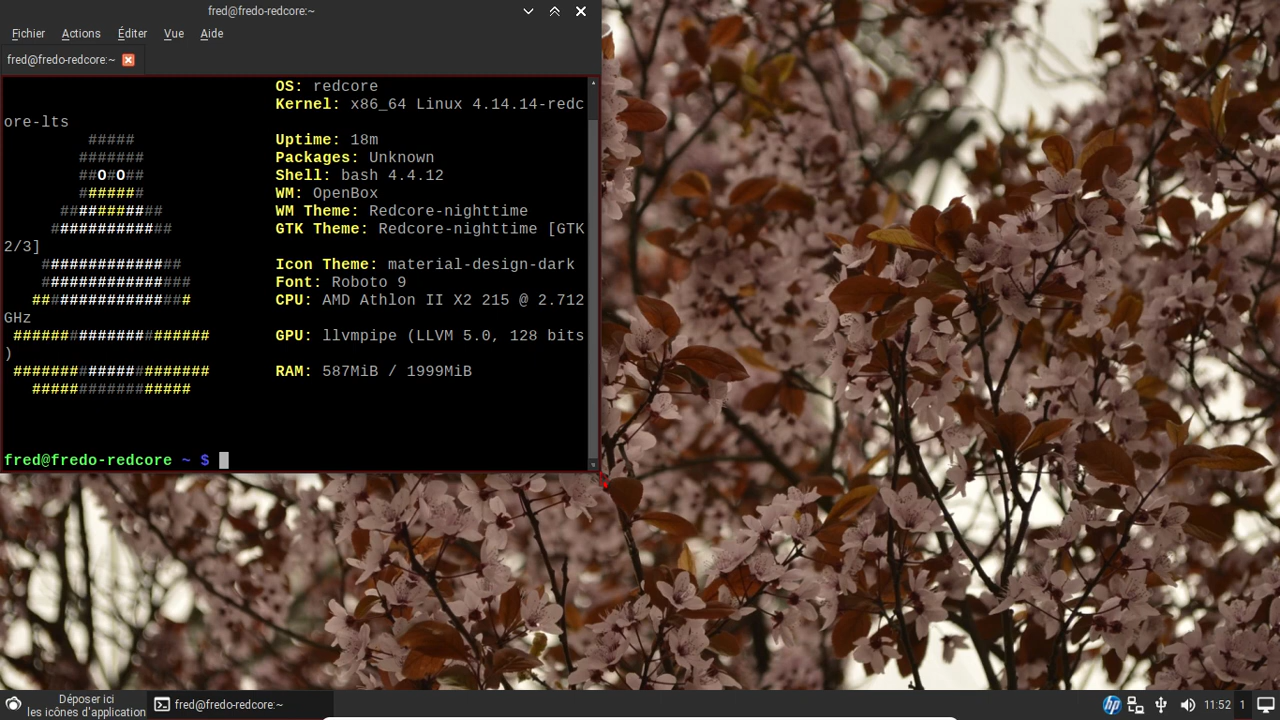 fred@fredo-redcore:~
Fichier Actions Éditer Vue Aide
fred@fredo-redcore:~
OS: redcore
Kernel: x86_64 Linux 4.14.14-redc
ore-lts
##### Uptime: 18m
####### Packages: Unknown
##O#O## Shell: bash 4.4.12
####### WM: OpenBox
########### WM Theme: Redcore-nighttime
############# GTK Theme: Redcore-nighttime [GTK
2/3]
############### Icon Theme: material-design-dark
################ Font: Roboto 9
################# CPU: AMD Athlon II X2 215 @ 2.712
GHz
##################### GPU: llvmpipe (LLVM 5.0, 128 bits
)
##################### RAM: 587MiB / 1999MiB
#################
fred@fredo-redcore ~ $
Déposer ici
les icônes d'application
fred@fredo-redcore:~
hp
11:52
1